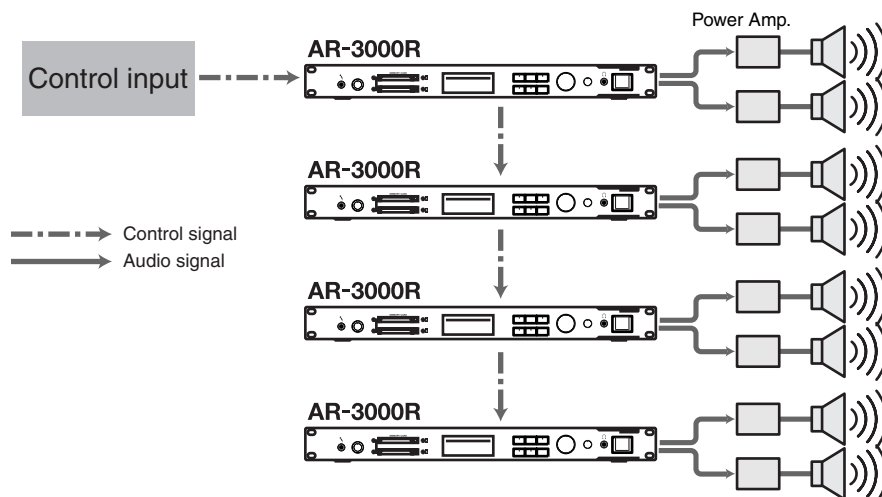 Power Amp.
AR-3000R
Control input
AR-3000R
Control signal
Audio signal
AR-3000R
AR-3000R